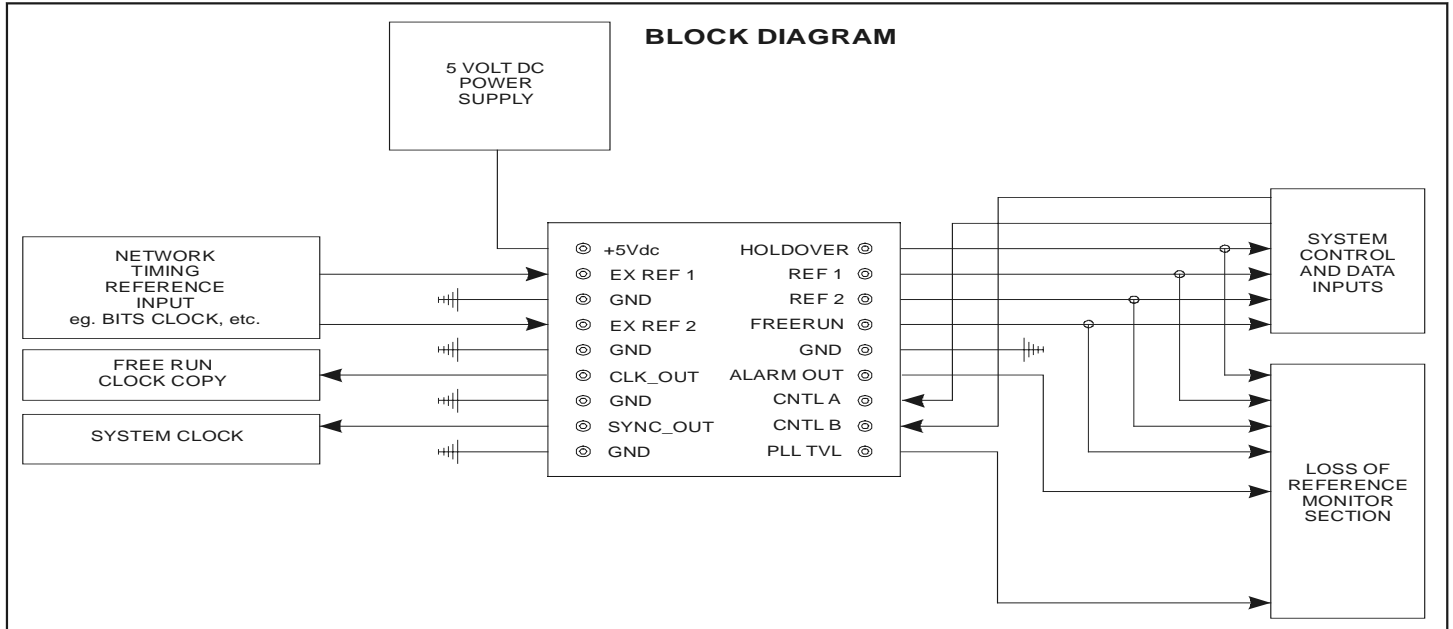 BLOCK DIAGRAM
5 VOLT DC
POWER
SUPPLY
NETWORK
TIMING
REFERENCE
INPUT
eg. BITS CLOCK, etc.
FREE RUN
CLOCK COPY
SYSTEM CLOCK
+5Vdc
EX REF 1
GND
EX REF 2
GND
CLK_OUT
GND
SYNC_OUT
GND
HOLDOVER
REF 1
REF 2
FREERUN
GND
ALARM OUT
CNTL A
CNTL B
PLL TVL
SYSTEM
CONTROL
AND DATA
INPUTS
LOSS OF
REFERENCE
MONITOR
SECTION